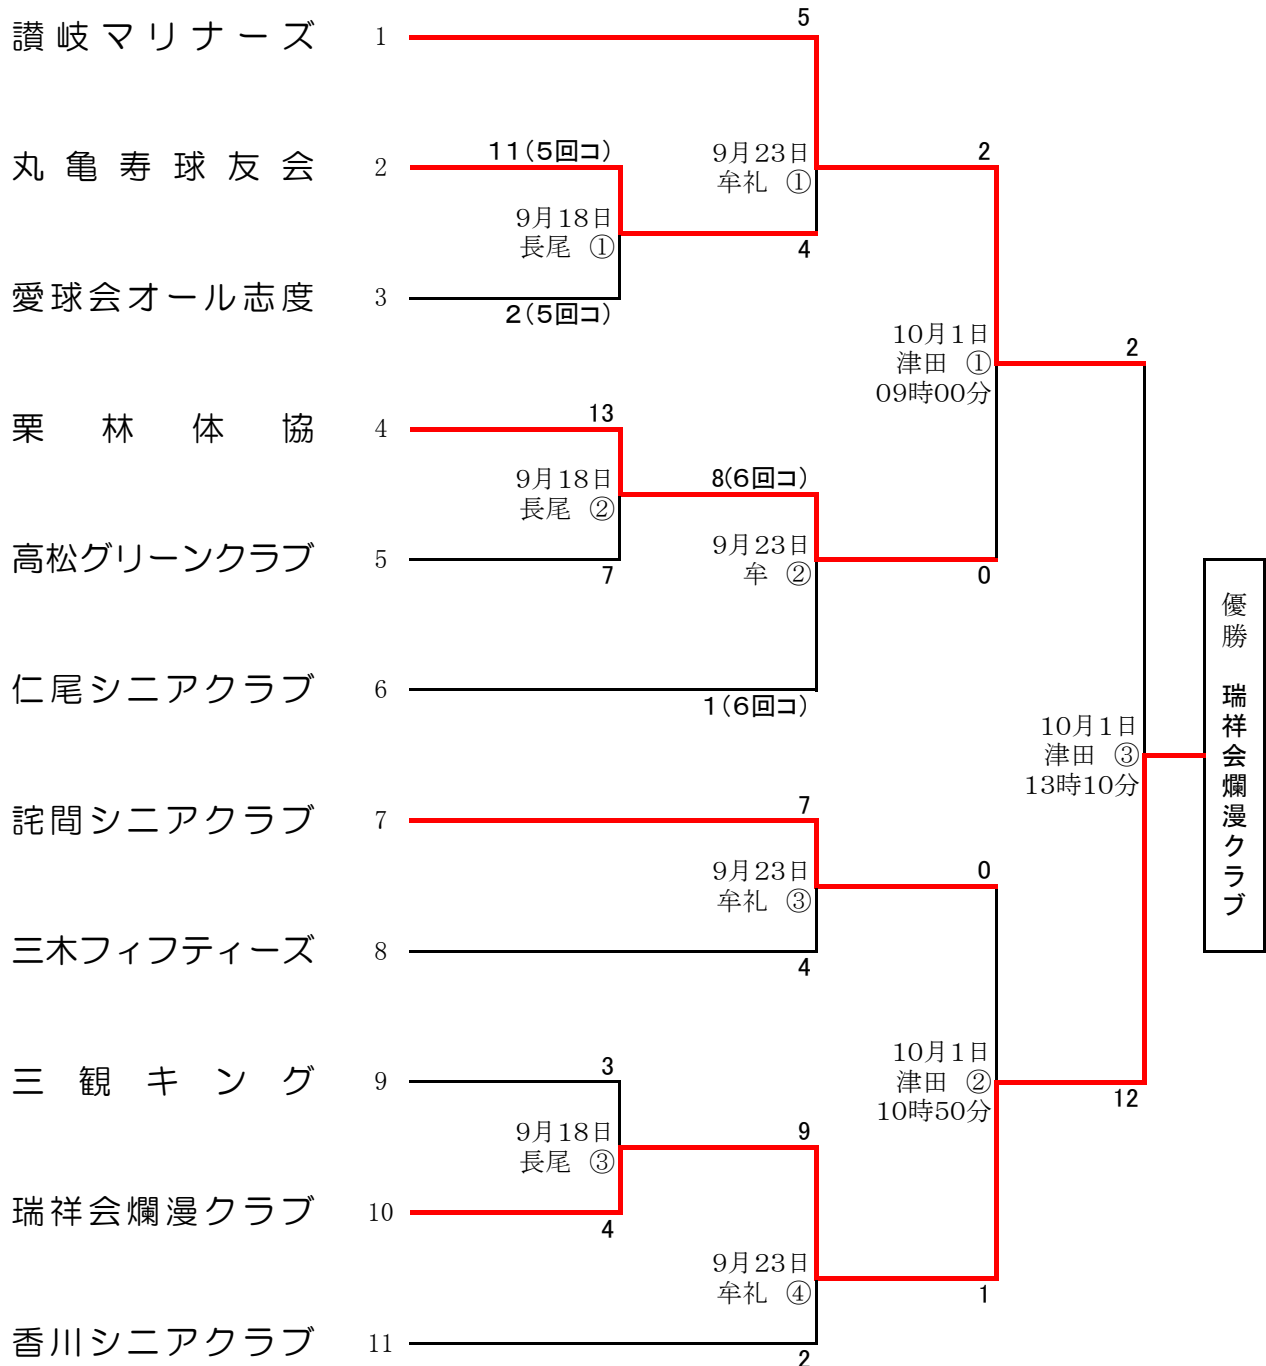 讃岐マリナーズ 1
5
丸亀寿球友会 2
11(5回コ)
9月18日
長尾 ①
9月23日
牟礼 ①
2
4
愛球会オール志度 3
2(5回コ)
10月1日
津田 ①
09時00分
2
栗林体協 4
13
9月18日
長尾 ②
8(6回コ)
高松グリーンクラブ 5
7
9月23日
牟 ②
0
仁尾シニアクラブ 6
1(6回コ)
10月1日
津田 ③
13時10分
優勝 瑞祥会爛漫クラブ
詫間シニアクラブ 7
7
9月23日
牟礼 ③
0
三木フィフティーズ 8
4
三観キング 9
3
10月1日
津田 ②
10時50分
12
9月18日
長尾 ③
9
瑞祥会爛漫クラブ 10
4
9月23日
牟礼 ④
1
香川シニアクラブ 11
2